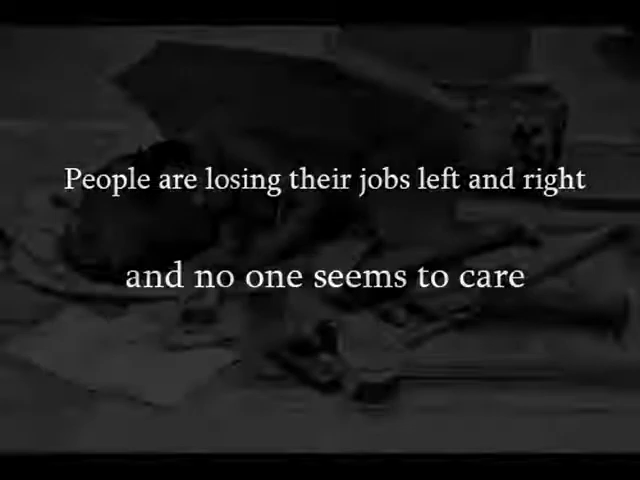 People are losing their jobs left and right
and no one seems to care